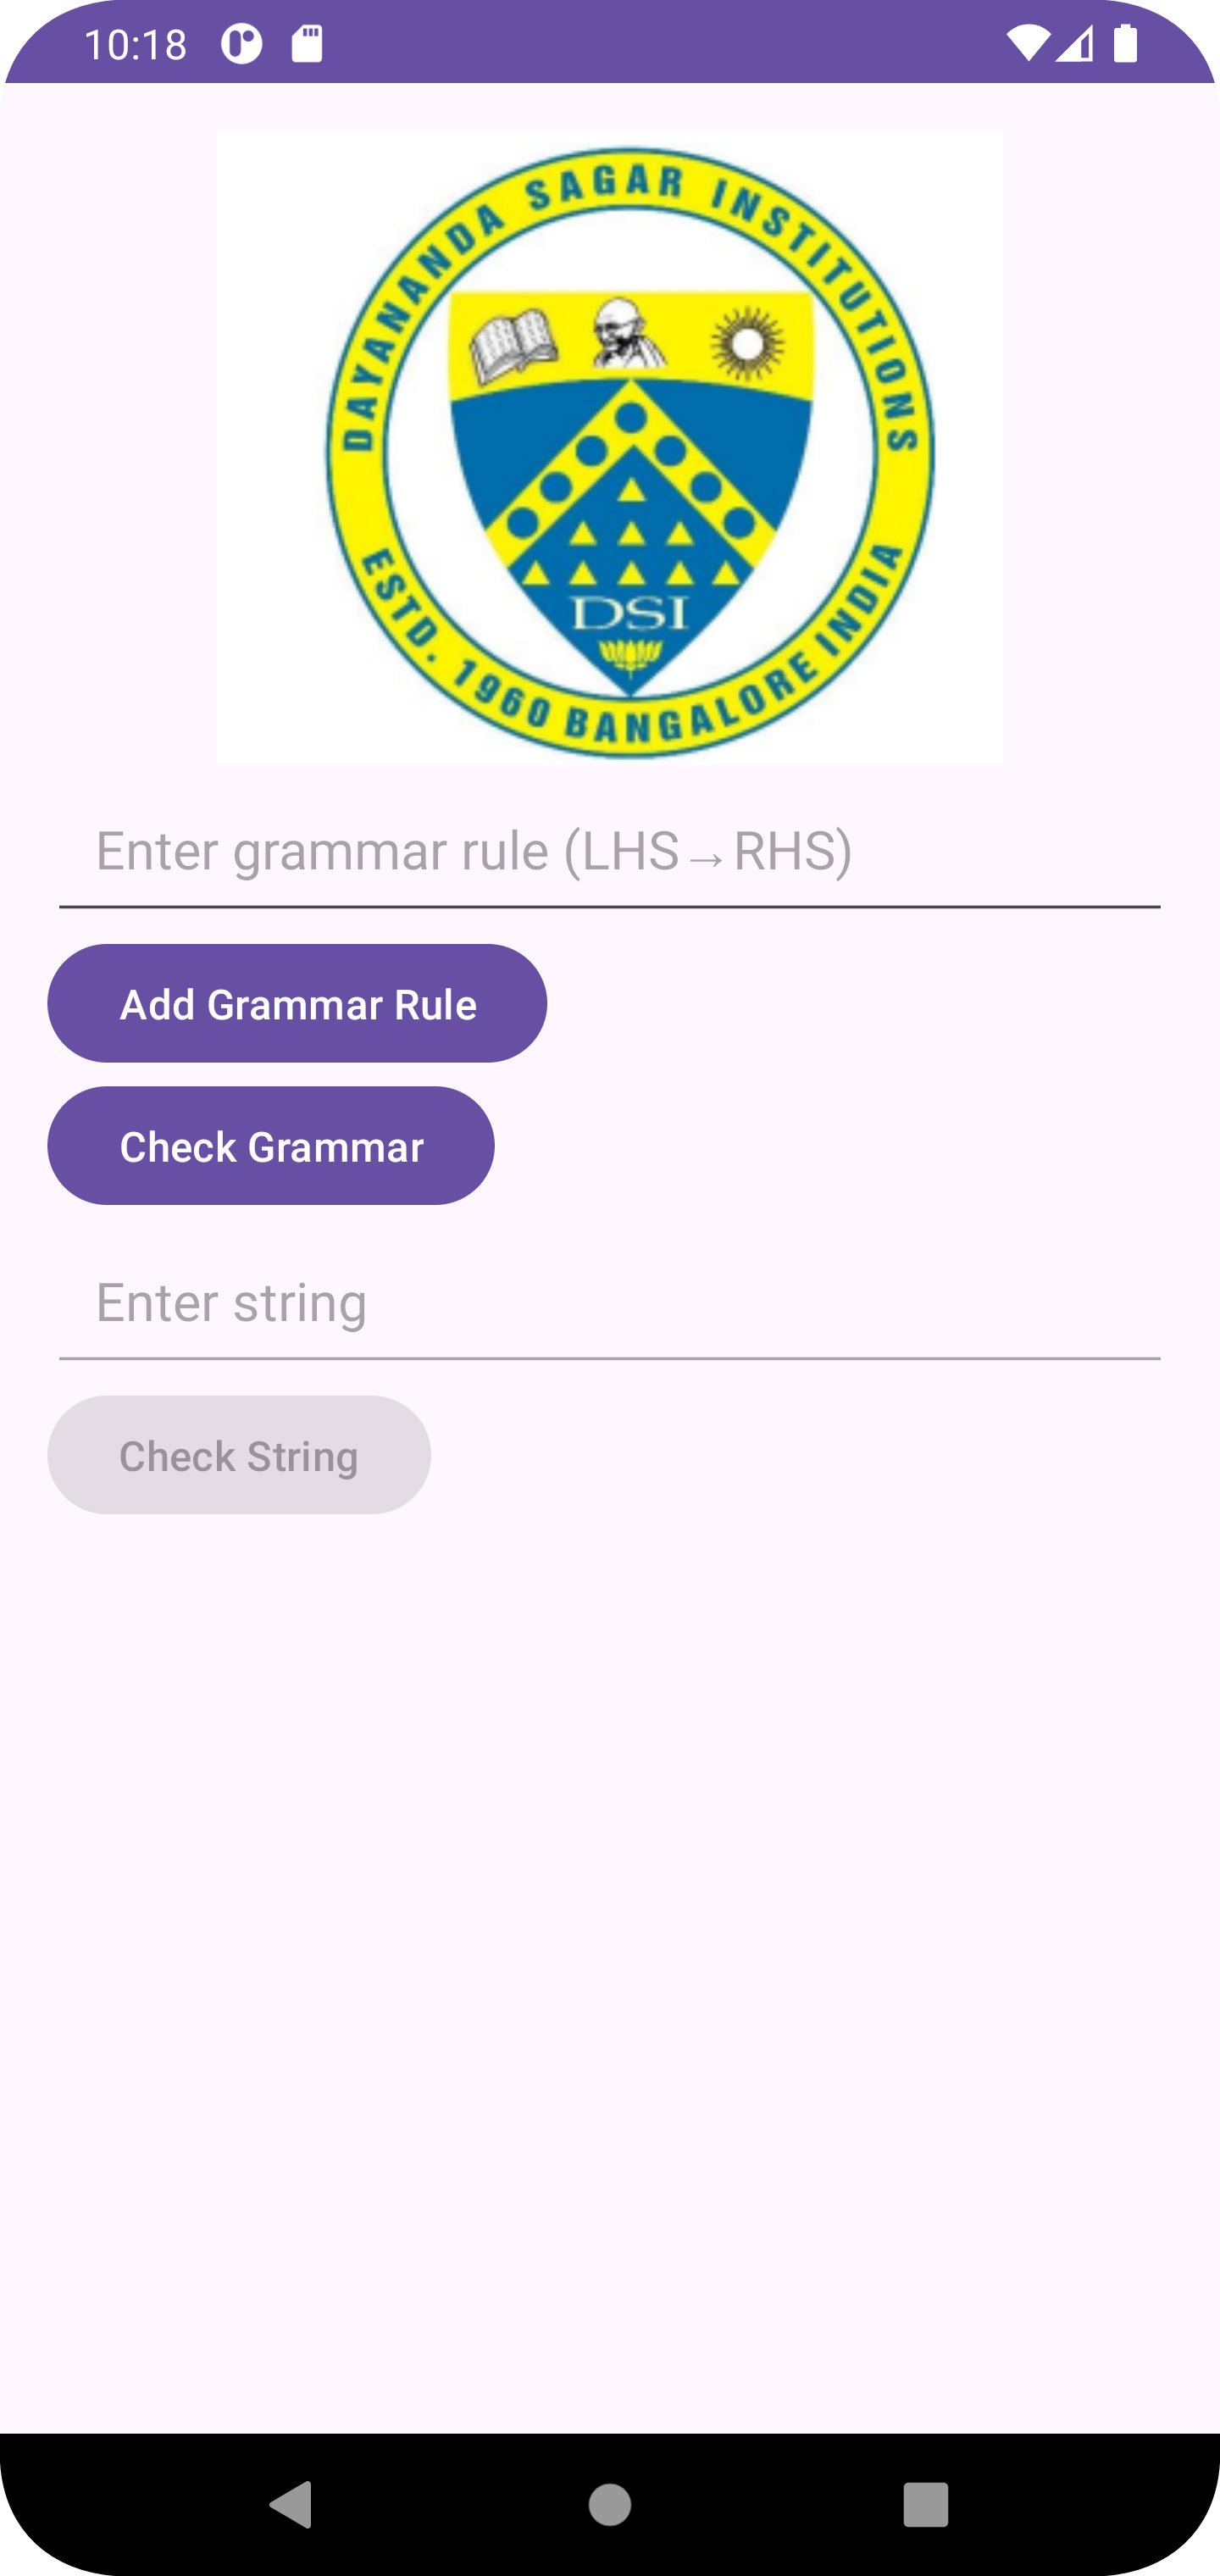 10:18
DAYANANDA SAGAR INSTITUTIONS
DSI
ESTD. 1960 BANGALORE INDIA
Enter grammar rule (LHS→RHS)
Add Grammar Rule
Check Grammar
Enter string
Check String